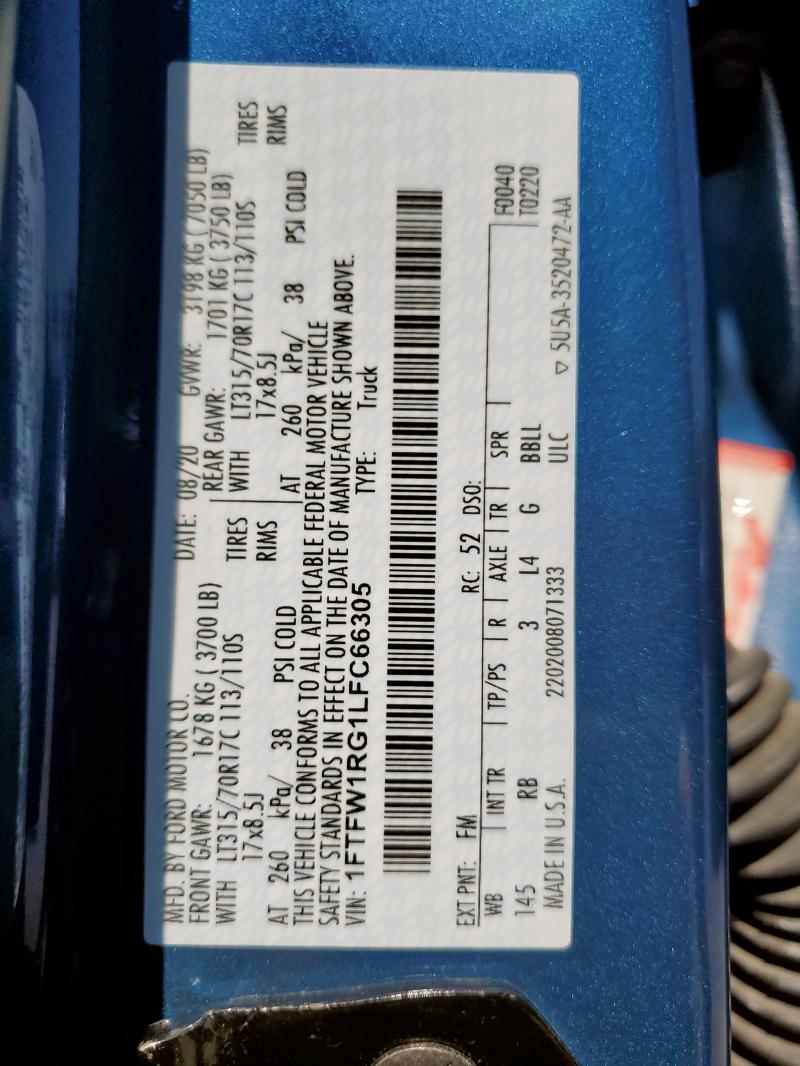 MFD. BY FORD MOTOR CO.
DATE: 08/20 GVWR: 3198 KG ( 7050 LB)
FRONT GAWR: 1678 KG ( 3700 LB)
REAR GAWR: 1701 KG ( 3750 LB)
WITH LT315/70R17C 113/110S TIRES
WITH LT315/70R17C 113/110S TIRES
17x8.5J RIMS
17x8.5J RIMS
AT 260 kPa/ 38 PSI COLD
AT 260 kPa/ 38 PSI COLD
THIS VEHICLE CONFORMS TO ALL APPLICABLE FEDERAL MOTOR VEHICLE
SAFETY STANDARDS IN EFFECT ON THE DATE OF MANUFACTURE SHOWN ABOVE.
VIN: 1FTFW1RG1LFC66305 TYPE: Truck
EXT PNT: FM RC: 52 DSO:
WB INT TR TP/PS R AXLE TR SPR F0040
145 RB 3 L4 G BBLL T0220
MADE IN U.S.A. 2202008071333 ULC ▽ 5U5A-3520472-AA